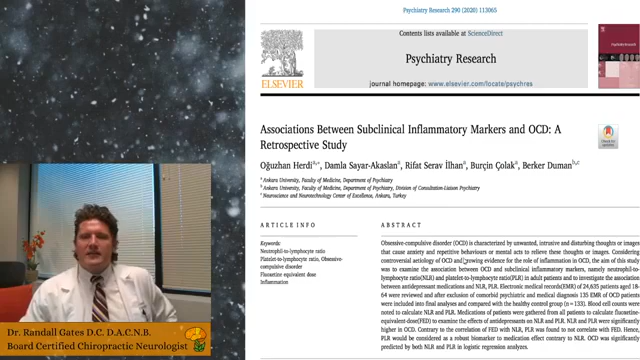 Psychiatry Research 290 (2020) 113065
Contents lists available at ScienceDirect
Psychiatry Research
journal homepage: www.elsevier.com/locate/psychres
ELSEVIER
Associations Between Subclinical Inflammatory Markers and OCD: A
Retrospective Study
Oğuzhan Herdi a,*, Damla Sayar-Akaslan a, Rifat Serav İlhan a, Burçin Çolak a, Berker Duman b,c
a Ankara University, Faculty of Medicine, Department of Psychiatry
b Ankara University, Faculty of Medicine, Department of Psychiatry, Division of Consultation-Liaison Psychiatry
c Neuroscience and Neurotechnology Center of Excellence, Ankara, Turkey
ARTICLE INFO
Keywords:
Neutrophil-to-lymphocyte ratio
Platelet-to-lymphocyte ratio, Obsessive-
compulsive disorder
Fluoxetine equivalent dose
Inflammation
ABSTRACT
Obsessive-compulsive disorder (OCD) is characterized by unwanted, intrusive and disturbing thoughts or images
that cause anxiety and repetitive behaviours or mental acts to relieve these thoughts or images. Considering
controversial aetiology of OCD and growing evidence for the role of inflammation in OCD, the aim of this study
was to examine the association between OCD and subclinical inflammatory markers, namely neutrophil-to-
lymphocyte ratio(NLR) and platelet-to-lymphocyte ratio(PLR) in adult patients and to investigate the association
between antidepressant medications and NLR, PLR. Electronic medical records(EMR) of 24,635 patients aged 18-
64 were reviewed and after exclusion of comorbid psychiatric and medical diagnosis 135 EMR of OCD patients
were included into final analyses and compared with the healthy control group (n=133). Blood cell counts were
noted to calculate NLR and PLR. Medications of patients were gathered from all patients to calculate fluoxetine-
equivalent-dose(FED) to examine the effects of antidepressants on NLR and PLR. NLR and PLR were significantly
higher in OCD. Contrary to the correlation of FED with NLR, PLR was found to not correlate with FED. Hence,
PLR would be considered as a robust biomarker to medication effect contrary to NLR. OCD was significantly
predicted by both NLR and PLR in logistic regression analyzes.
Dr. Randall Gates D.C. D.A.C.N.B.
Board Certified Chiropractic Neurologist